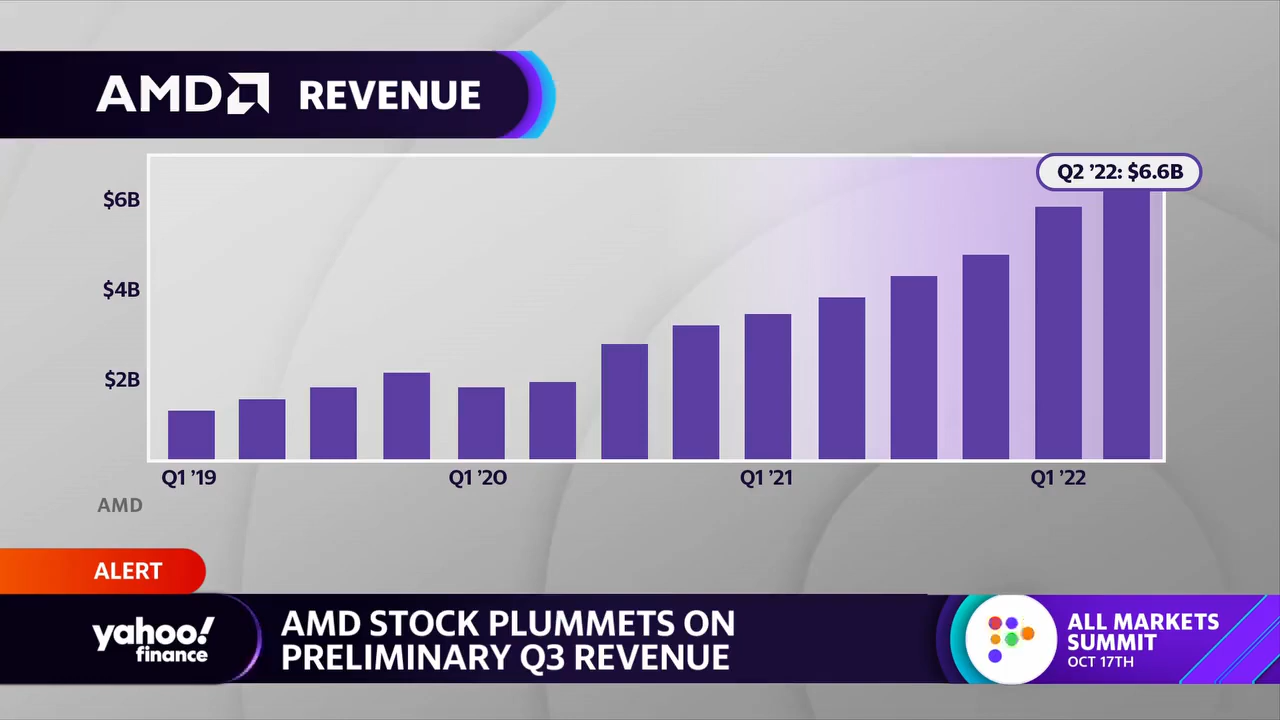 AMD REVENUE
Q2 ’22: $6.6B
$6B
$4B
$2B
Q1 ’19 Q1 ’20 Q1 ’21 Q1 ’22
AMD
ALERT
yahoo!
finance
AMD STOCK PLUMMETS ON
PRELIMINARY Q3 REVENUE
ALL MARKETS
SUMMIT
OCT 17TH